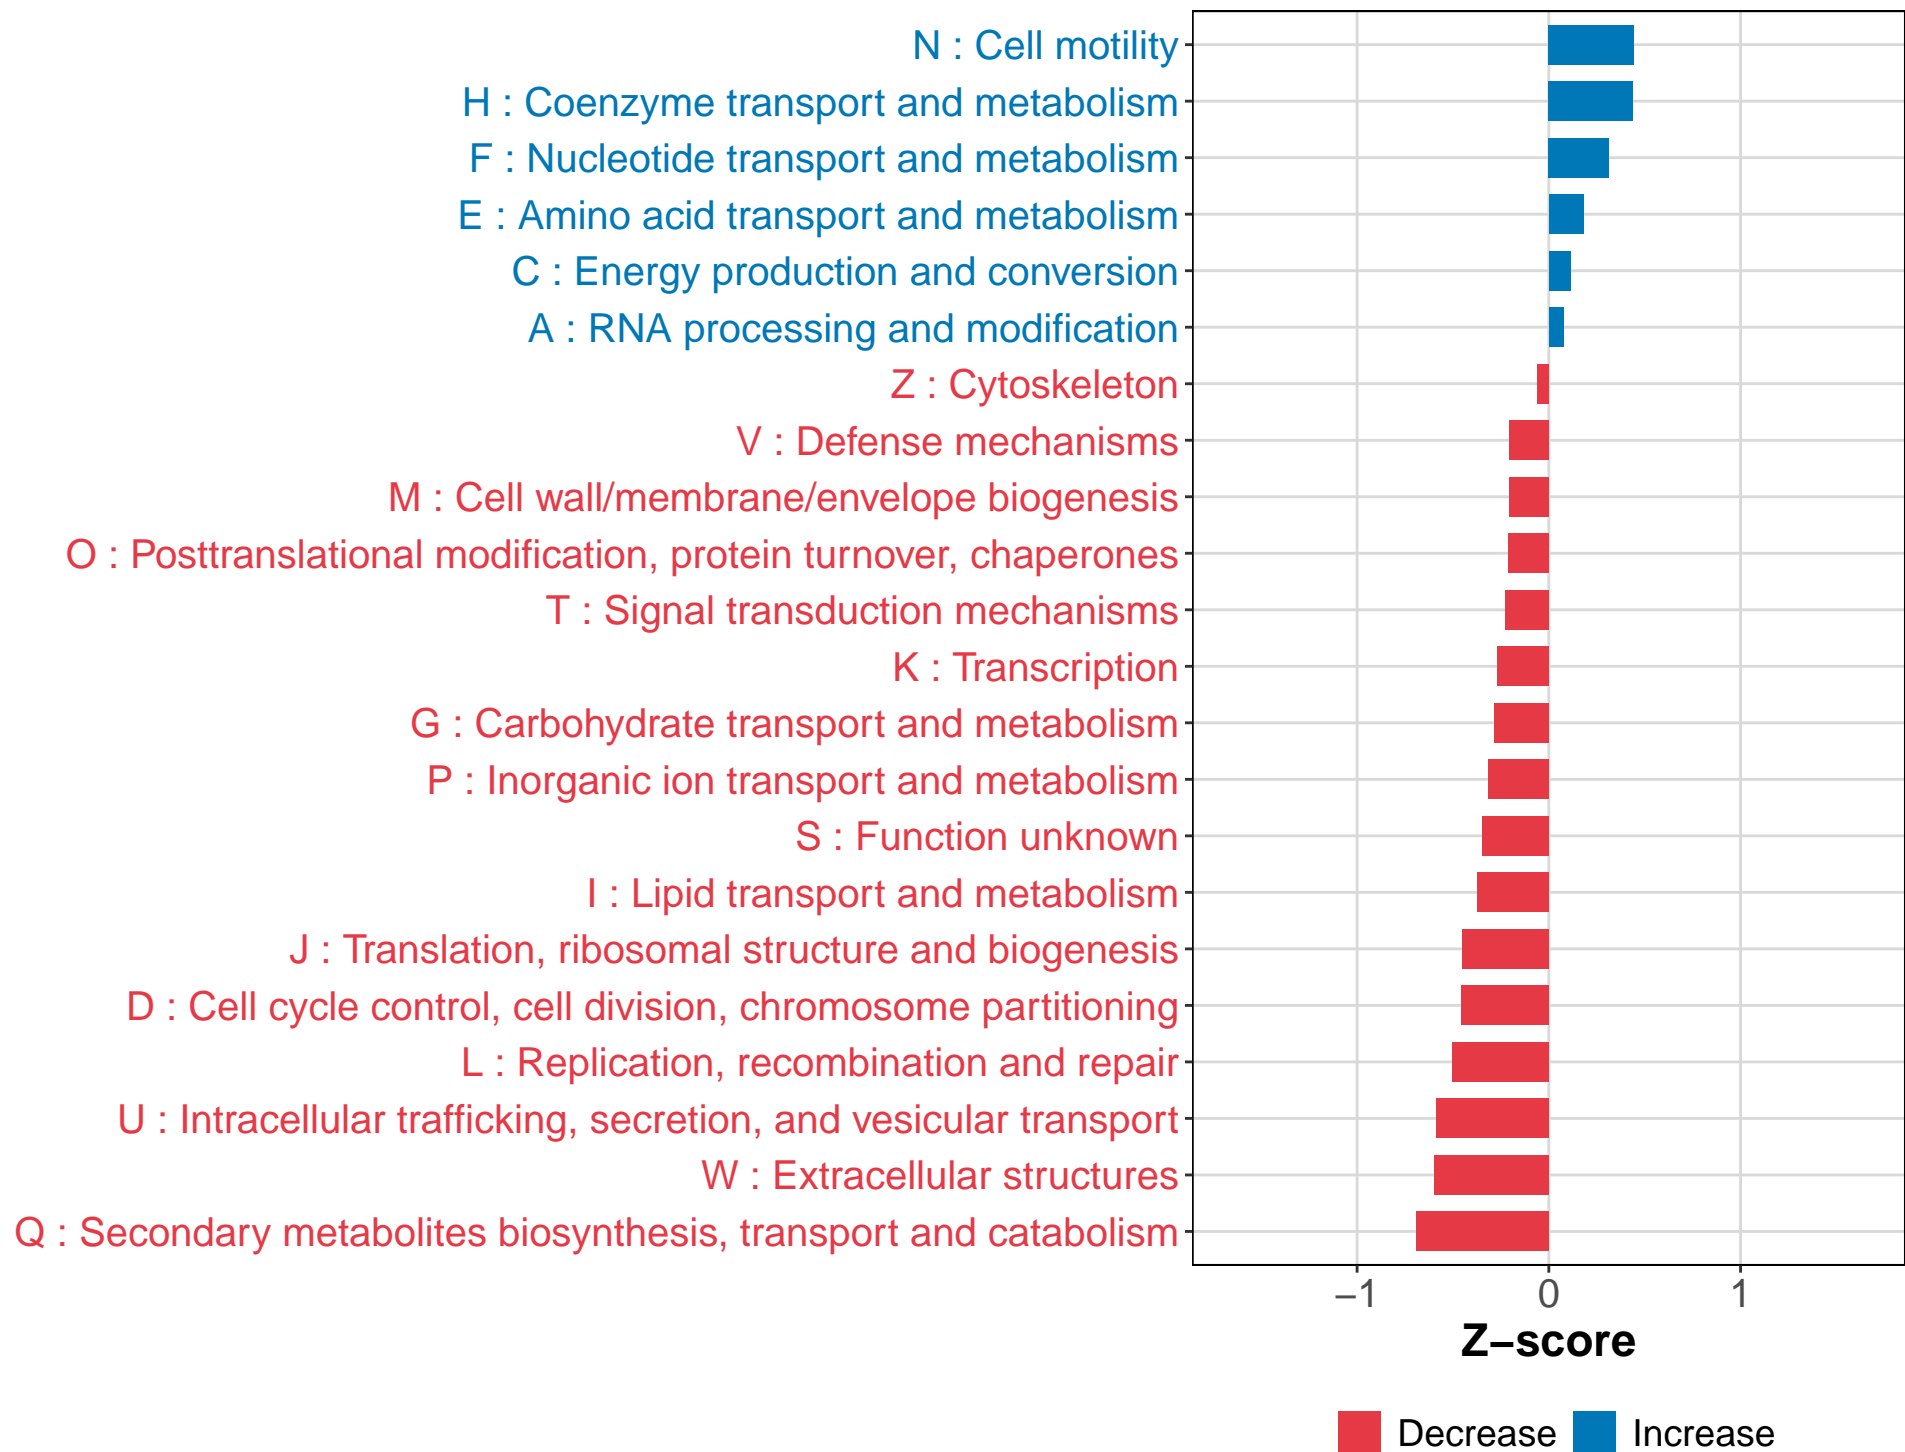 N : Cell motility
H : Coenzyme transport and metabolism
F : Nucleotide transport and metabolism
E : Amino acid transport and metabolism
C : Energy production and conversion
A : RNA processing and modification
Z : Cytoskeleton
V : Defense mechanisms
M : Cell wall/membrane/envelope biogenesis
O : Posttranslational modification, protein turnover, chaperones
T : Signal transduction mechanisms
K : Transcription
G : Carbohydrate transport and metabolism
P : Inorganic ion transport and metabolism
S : Function unknown
I : Lipid transport and metabolism
J : Translation, ribosomal structure and biogenesis
D : Cell cycle control, cell division, chromosome partitioning
L : Replication, recombination and repair
U : Intracellular trafficking, secretion, and vesicular transport
W : Extracellular structures
Q : Secondary metabolites biosynthesis, transport and catabolism
−1 0 1
Z−score
Decrease Increase